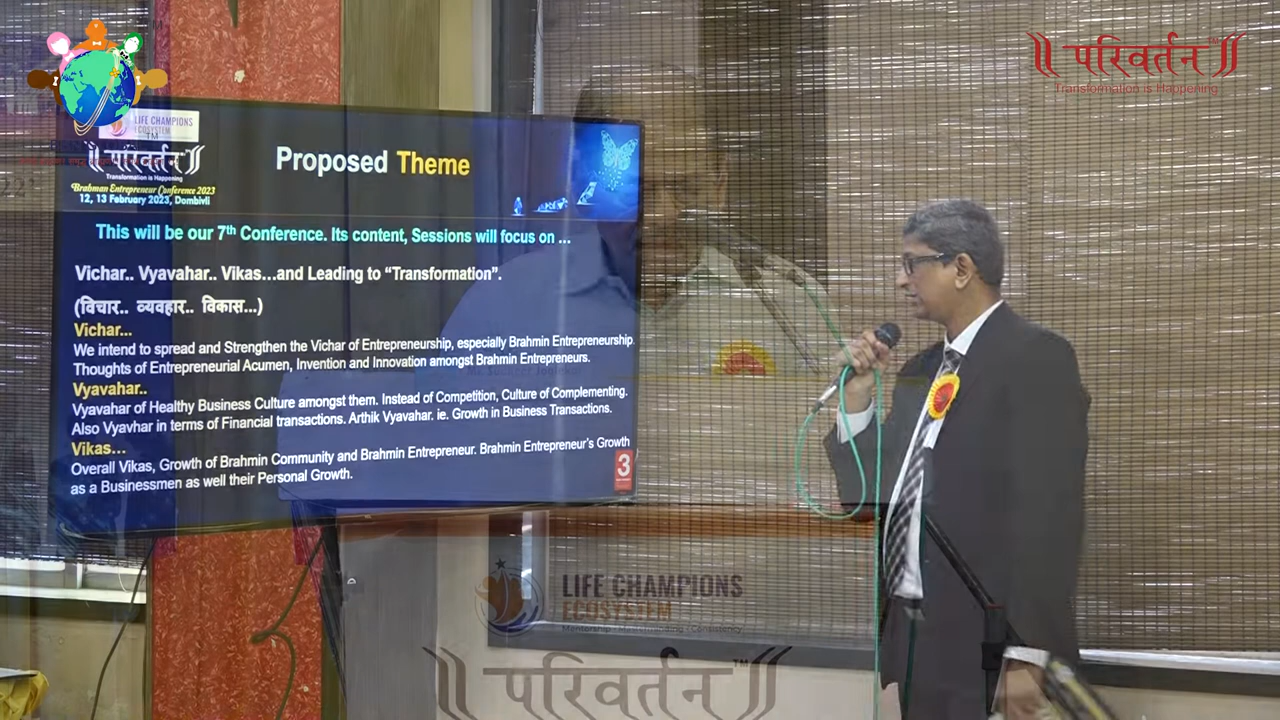 परिवर्तन
Transformation is Happening
LIFE CHAMPIONS
ECOSYSTEM
TM
परिवर्तन
Transformation is Happening
Brahman Entrepreneur Conference 2023
12, 13 February 2023, Dombivli
Proposed Theme
This will be our 7th Conference. Its content, Sessions will focus on ...
Vichar.. Vyavahar.. Vikas...and Leading to “Transformation”.
(विचार.. व्यवहार.. विकास...)
Vichar...
We intend to spread and Strengthen the Vichar of Entrepreneurship, especially Brahmin Entrepreneurship.
Thoughts of Entrepreneurial Acumen, Invention and Innovation amongst Brahmin Entrepreneurs.
Vyavahar..
Vyavahar of Healthy Business Culture amongst them. Instead of Competition, Culture of Complementing.
Also Vyavhar in terms of Financial transactions. Arthik Vyavahar. ie. Growth in Business Transactions.
Vikas...
Overall Vikas, Growth of Brahmin Community and Brahmin Entrepreneur. Brahmin Entrepreneur’s Growth
as a Businessmen as well their Personal Growth.
3
LIFE CHAMPIONS
ECOSYSTEM
परिवर्तन™